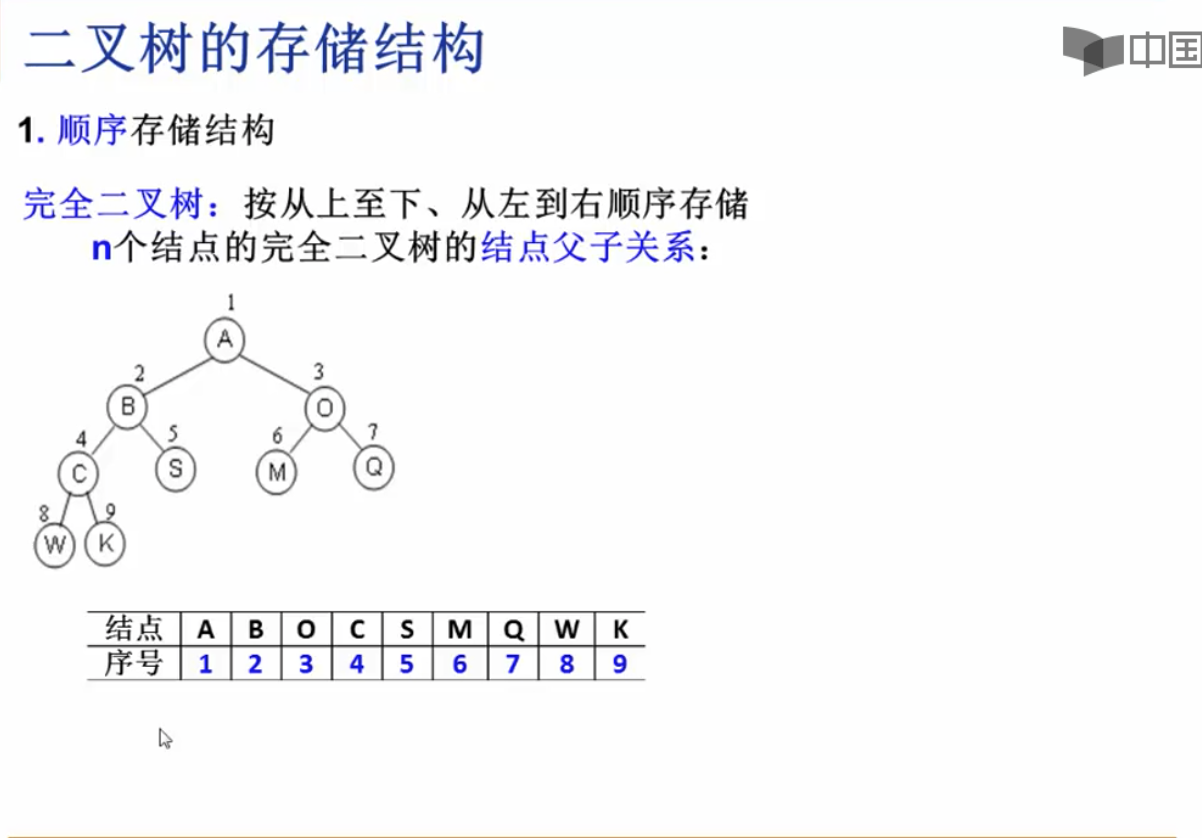 二叉树的存储结构
中国
1. 顺序存储结构
完全二叉树：按从上至下、从左到右顺序存储
n个结点的完全二叉树的结点父子关系：
1
A
2 3
B O
4 5 6 7
C S M Q
8 9
W K
结点 A B O C S M Q W K
序号 1 2 3 4 5 6 7 8 9